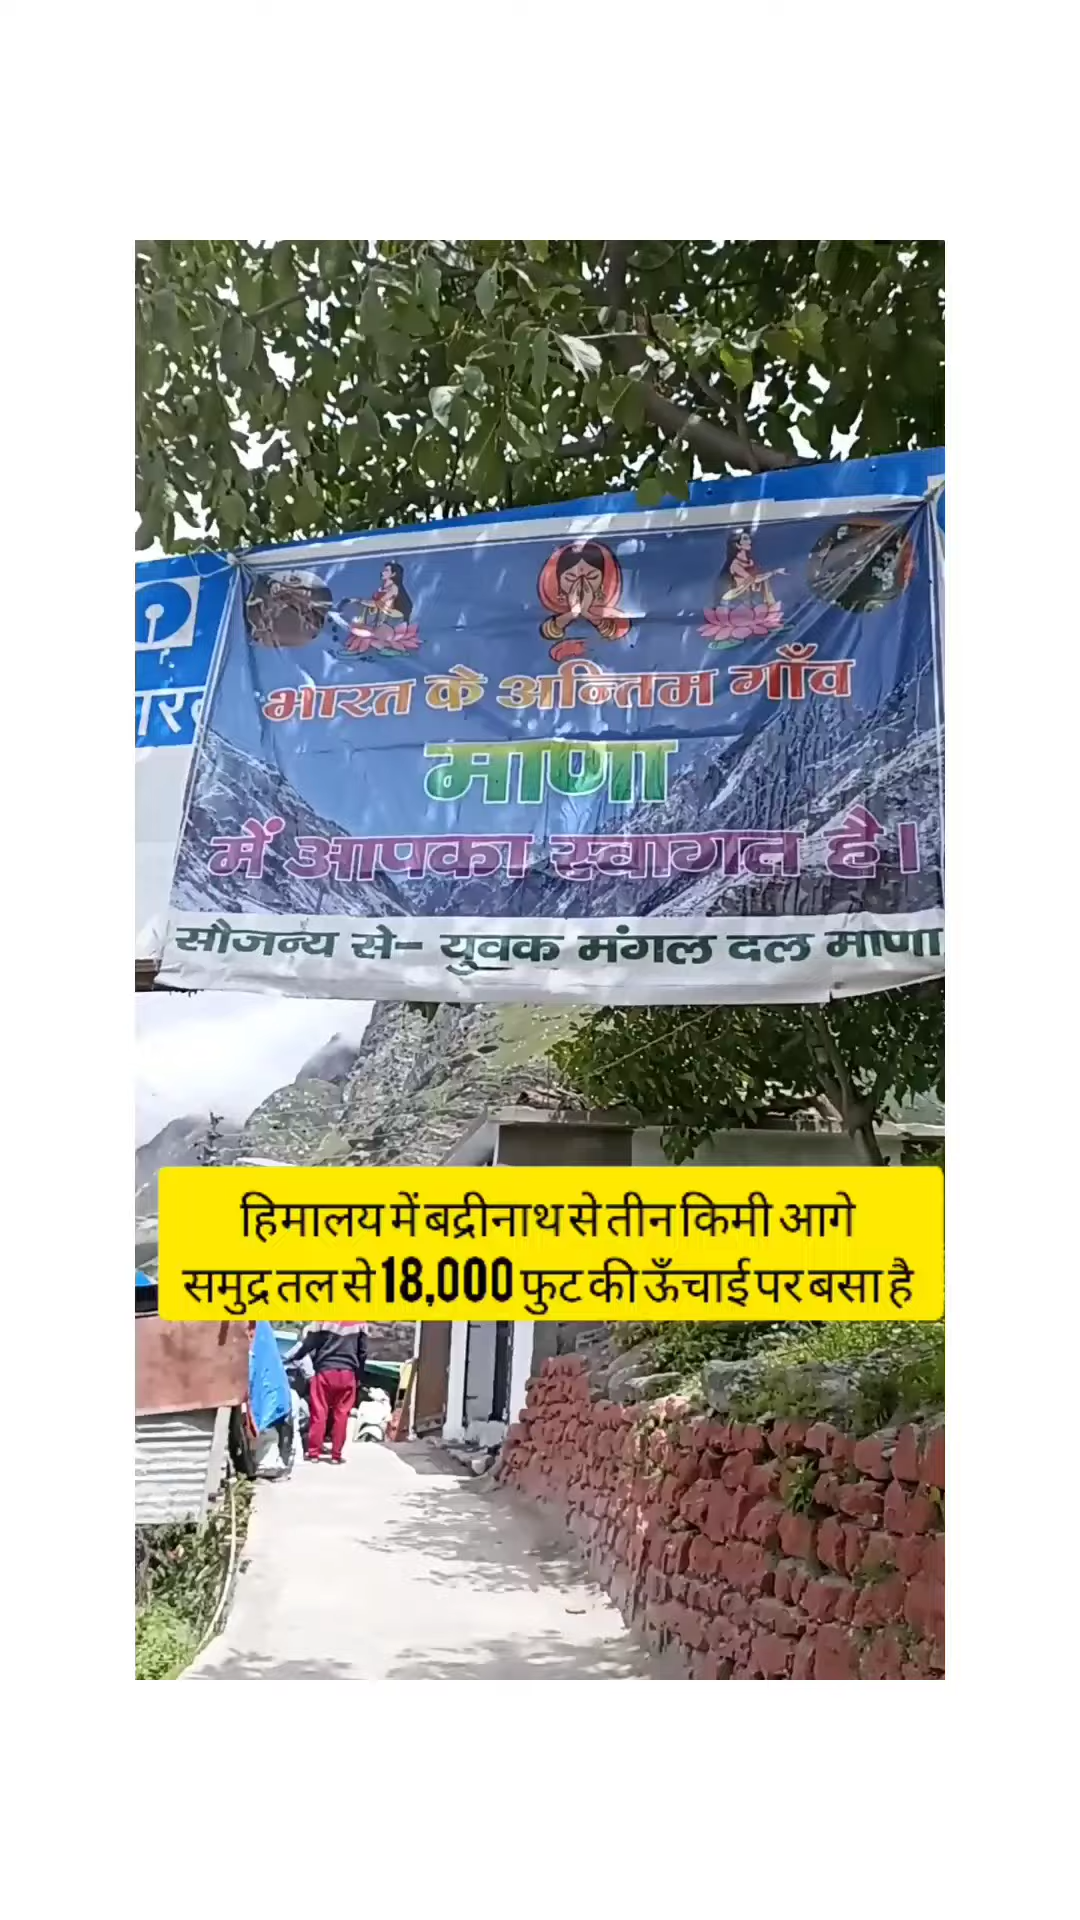 भारत के अन्तिम गाँव
माणा
में आपका स्वागत है।
सौजन्य से- युवक मंगल दल माणा
हिमालय में बद्रीनाथ से तीन किमी आगे
समुद्र तल से 18,000 फुट की ऊँचाई पर बसा है